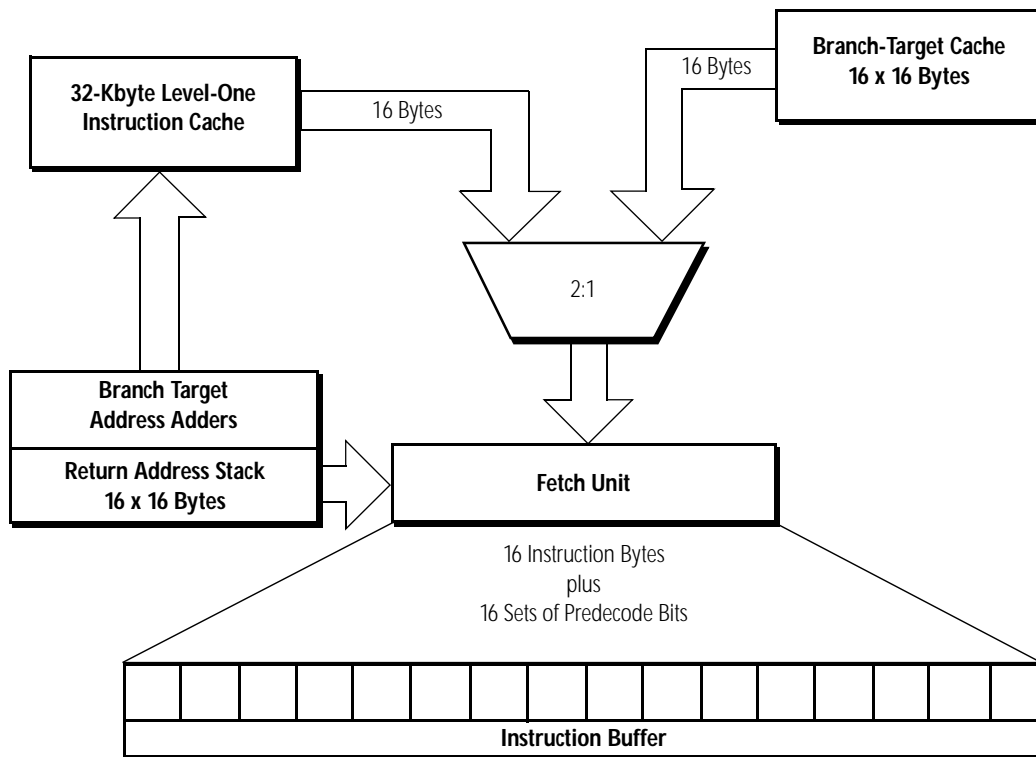 Branch-Target Cache
16 x 16 Bytes
16 Bytes
32-Kbyte Level-One
Instruction Cache
16 Bytes
2:1
Branch Target
Address Adders
Return Address Stack
16 x 16 Bytes
Fetch Unit
16 Instruction Bytes
plus
16 Sets of Predecode Bits
Instruction Buffer